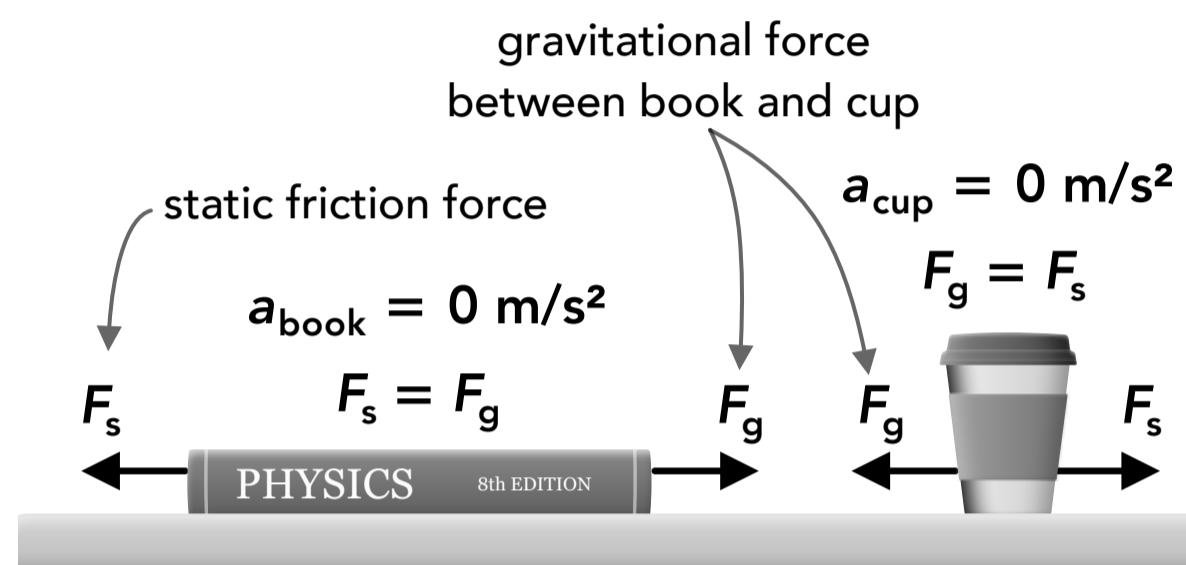 gravitational force
between book and cup
static friction force
a_cup = 0 m/s²
F_g = F_s
a_book = 0 m/s²
F_s = F_g
F_s
F_g
F_g
F_s
PHYSICS 8th EDITION